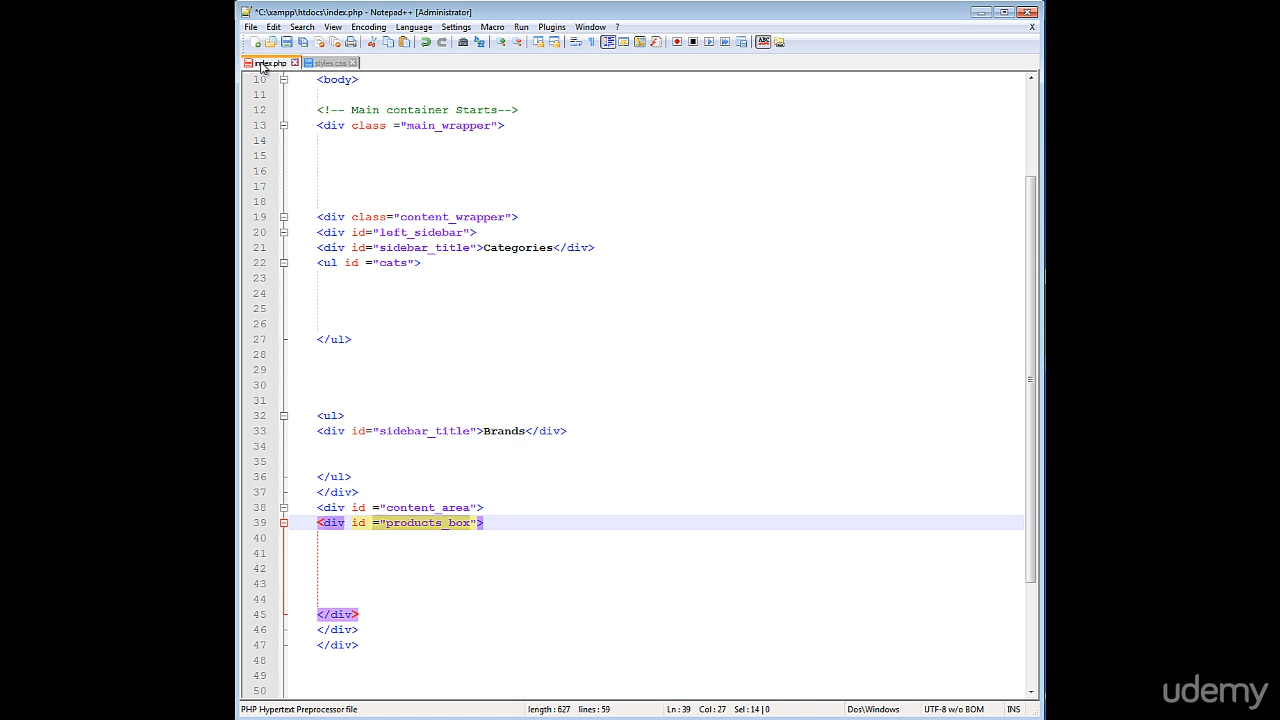 *C:\xampp\htdocs\index.php - Notepad++ [Administrator]
File Edit Search View Encoding Language Settings Macro Run Plugins Window ? X
index.php styles.css
10 <body>
11
12 <!-- Main container Starts-->
13 <div class ="main_wrapper">
14
15
16
17
18
19 <div class="content_wrapper">
20 <div id="left_sidebar">
21 <div id="sidebar_title">Categories</div>
22 <ul id ="cats">
23
24
25
26
27 </ul>
28
29
30
31
32 <ul>
33 <div id="sidebar_title">Brands</div>
34
35
36 </ul>
37 </div>
38 <div id ="content_area">
39 <div id ="products_box">
40
41
42
43
44
45 </div>
46 </div>
47 </div>
48
49
50
PHP Hypertext Preprocessor file length : 627 lines : 59 Ln : 39 Col : 27 Sel : 14 | 0 Dos\Windows UTF-8 w/o BOM INS
udemy